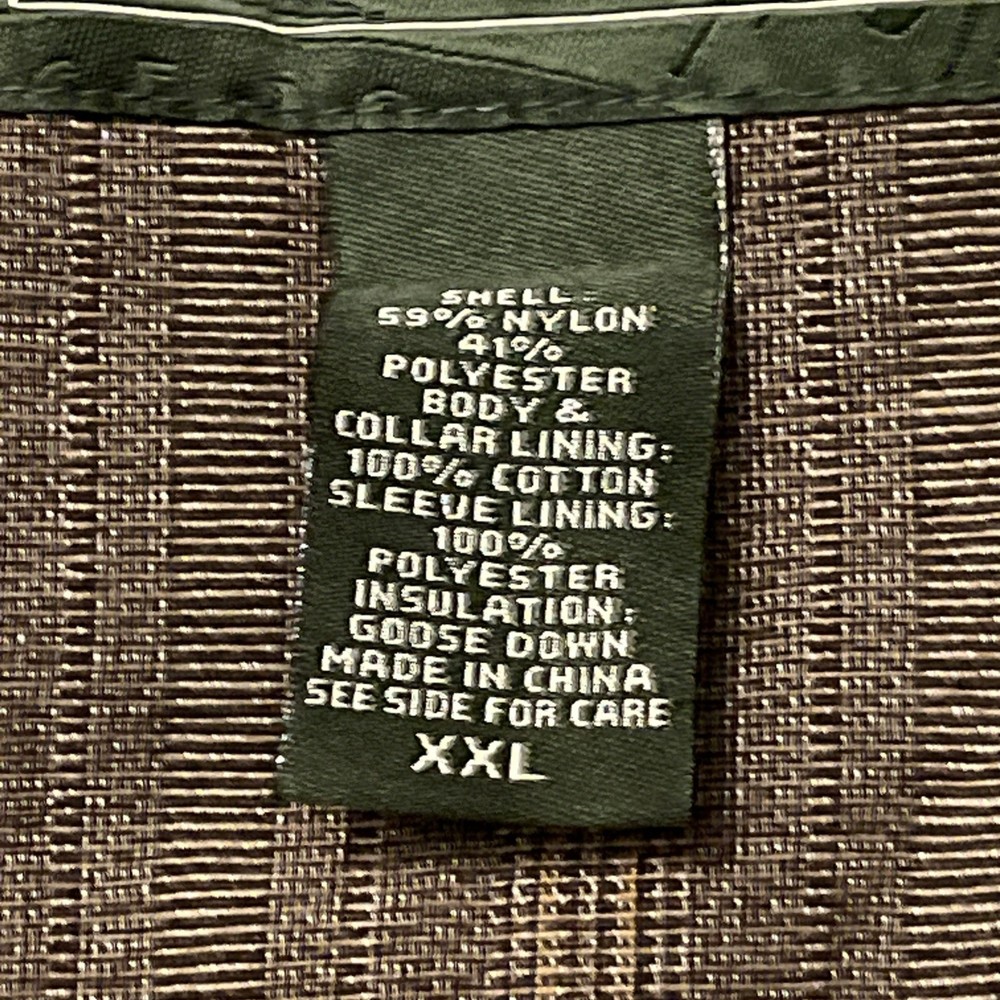 SHELL:
59% NYLON
41%
POLYESTER
BODY &
COLLAR LINING:
100% COTTON
SLEEVE LINING:
100%
POLYESTER
INSULATION:
GOOSE DOWN
MADE IN CHINA
SEE SIDE FOR CARE
XXL